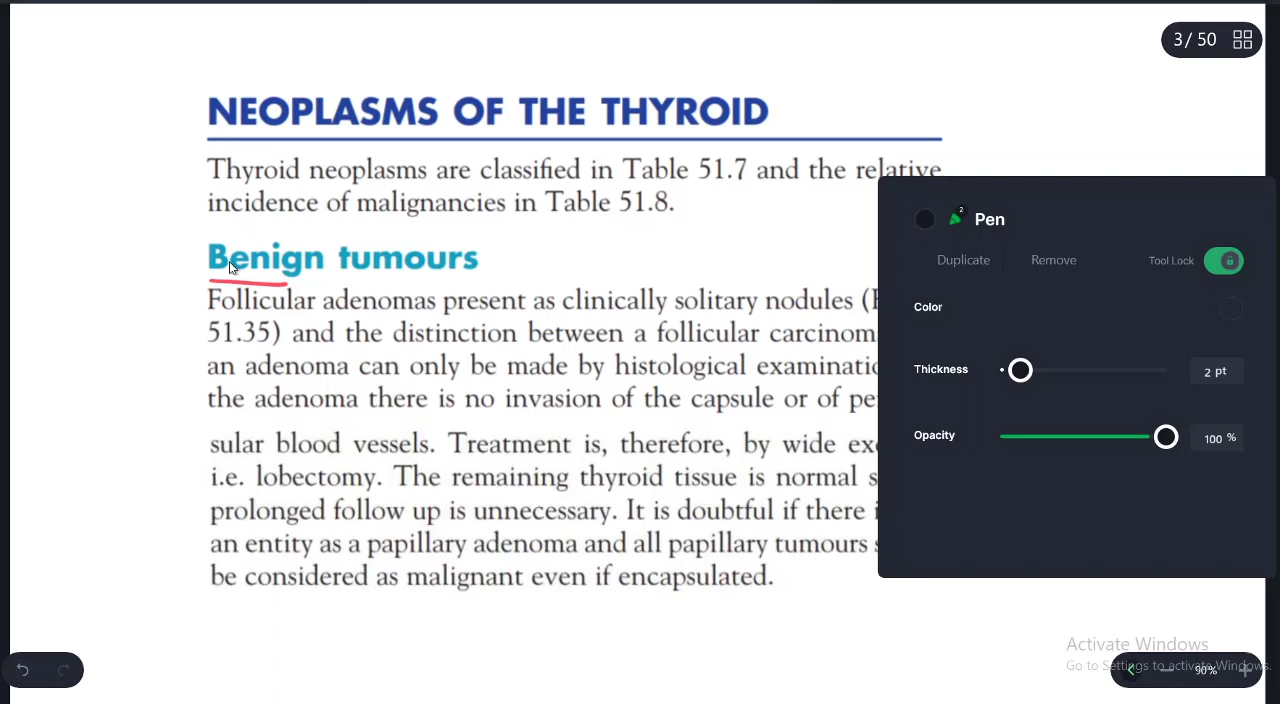 3/ 50
NEOPLASMS OF THE THYROID
Thyroid neoplasms are classified in Table 51.7 and the relative
incidence of malignancies in Table 51.8.
Benign tumours
Follicular adenomas present as clinically solitary nodules (
51.35) and the distinction between a follicular carcinom
an adenoma can only be made by histological examinatio
the adenoma there is no invasion of the capsule or of pe
sular blood vessels. Treatment is, therefore, by wide ex
i.e. lobectomy. The remaining thyroid tissue is normal s
prolonged follow up is unnecessary. It is doubtful if there i
an entity as a papillary adenoma and all papillary tumours s
be considered as malignant even if encapsulated.
2
Pen
Duplicate Remove Tool Lock
Color
Thickness 2 pt
Opacity 100 %
Activate Windows
Go to Settings to activate Windows.
90%